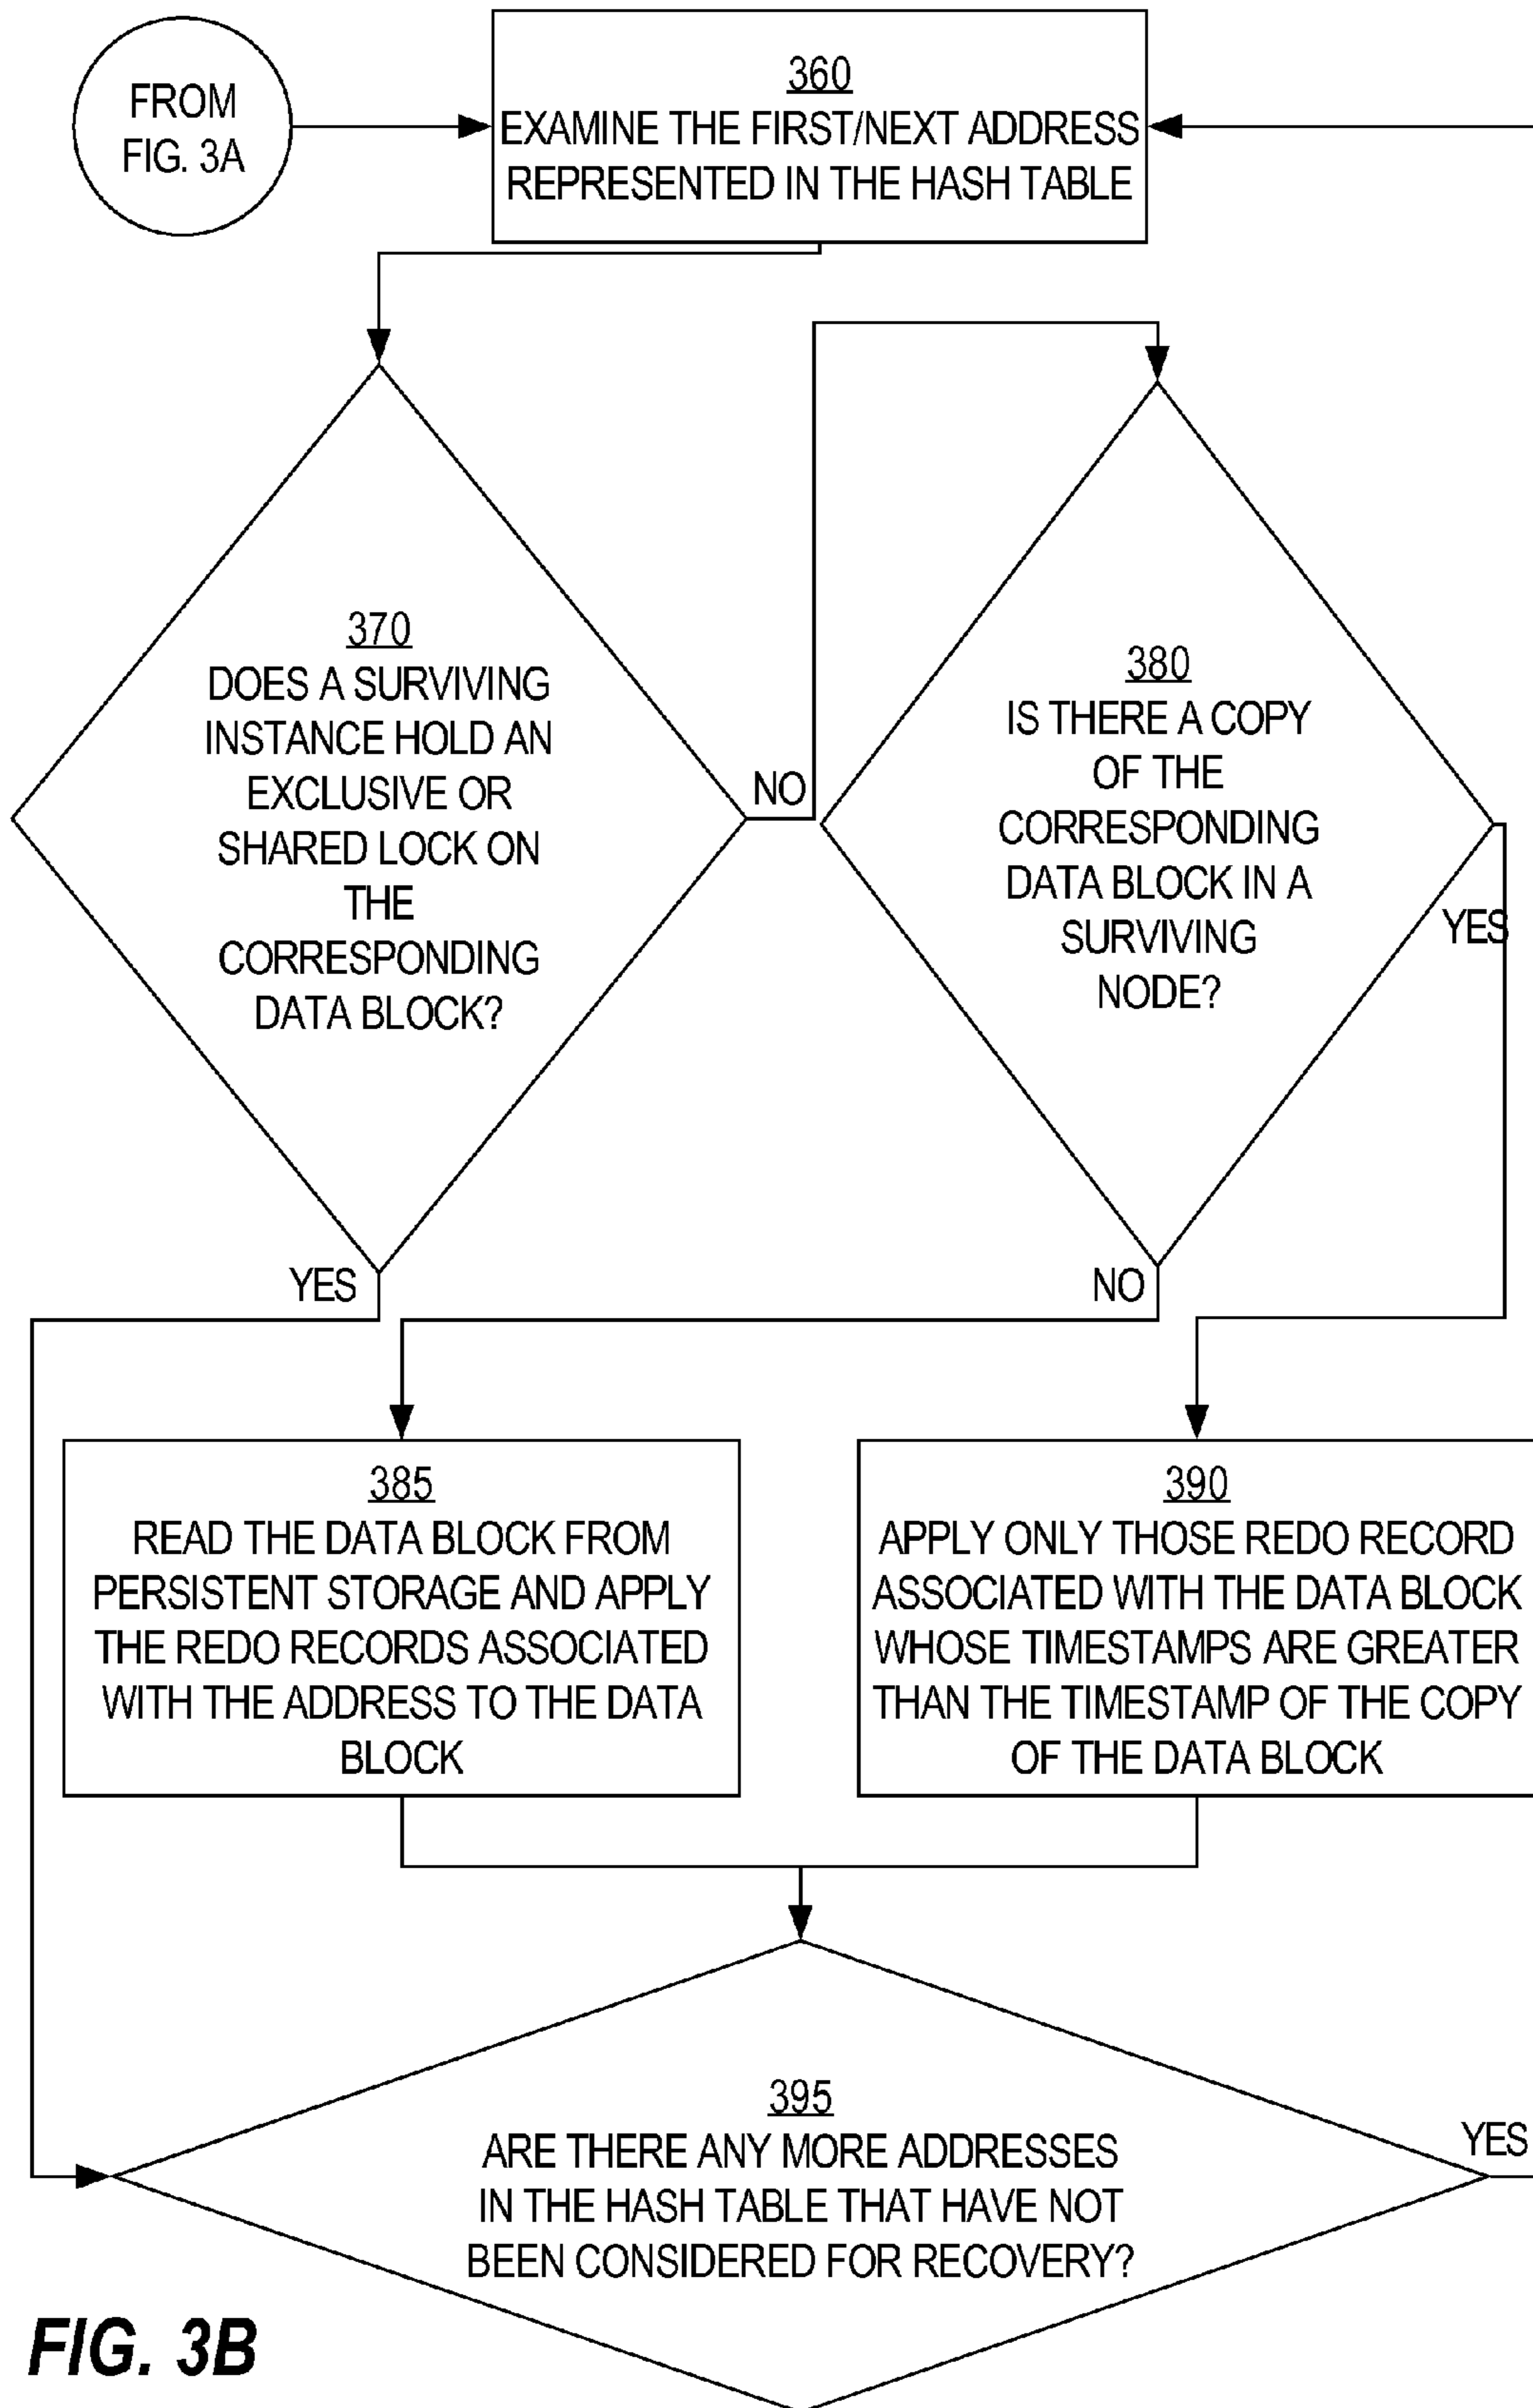 FROM
FIG. 3A
360
EXAMINE THE FIRST/NEXT ADDRESS
REPRESENTED IN THE HASH TABLE
370
DOES A SURVIVING
INSTANCE HOLD AN
EXCLUSIVE OR
SHARED LOCK ON
THE
CORRESPONDING
DATA BLOCK?
NO
YES
380
IS THERE A COPY
OF THE
CORRESPONDING
DATA BLOCK IN A
SURVIVING
NODE?
YES
NO
385
READ THE DATA BLOCK FROM
PERSISTENT STORAGE AND APPLY
THE REDO RECORDS ASSOCIATED
WITH THE ADDRESS TO THE DATA
BLOCK
390
APPLY ONLY THOSE REDO RECORD
ASSOCIATED WITH THE DATA BLOCK
WHOSE TIMESTAMPS ARE GREATER
THAN THE TIMESTAMP OF THE COPY
OF THE DATA BLOCK
395
ARE THERE ANY MORE ADDRESSES
IN THE HASH TABLE THAT HAVE NOT
BEEN CONSIDERED FOR RECOVERY?
YES
FIG. 3B